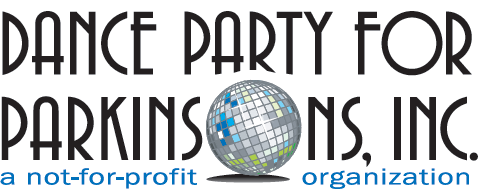 DANCE PARTY FOR
PARKINSONS, INC.
a not-for-profit organization